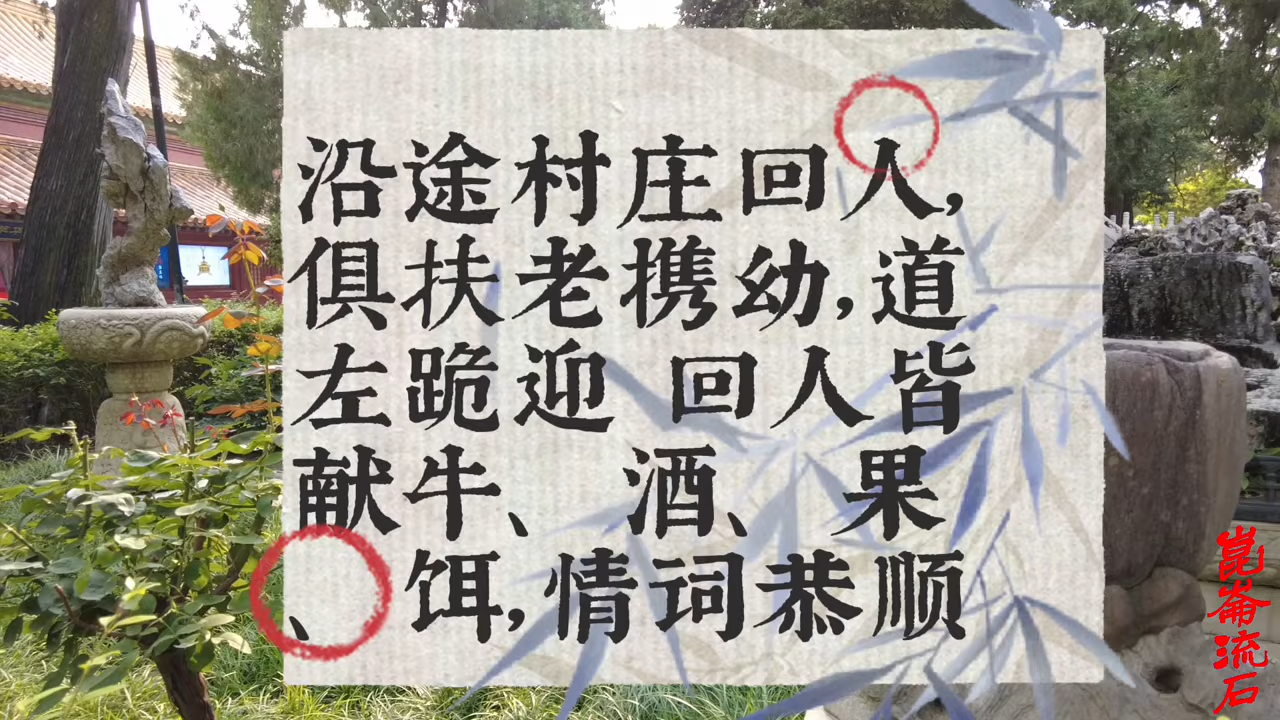 沿途村庄回人,
俱扶老携幼,道
左跪迎 回人皆
献牛、 酒、 果
、饵,情词恭顺
崑崙流石